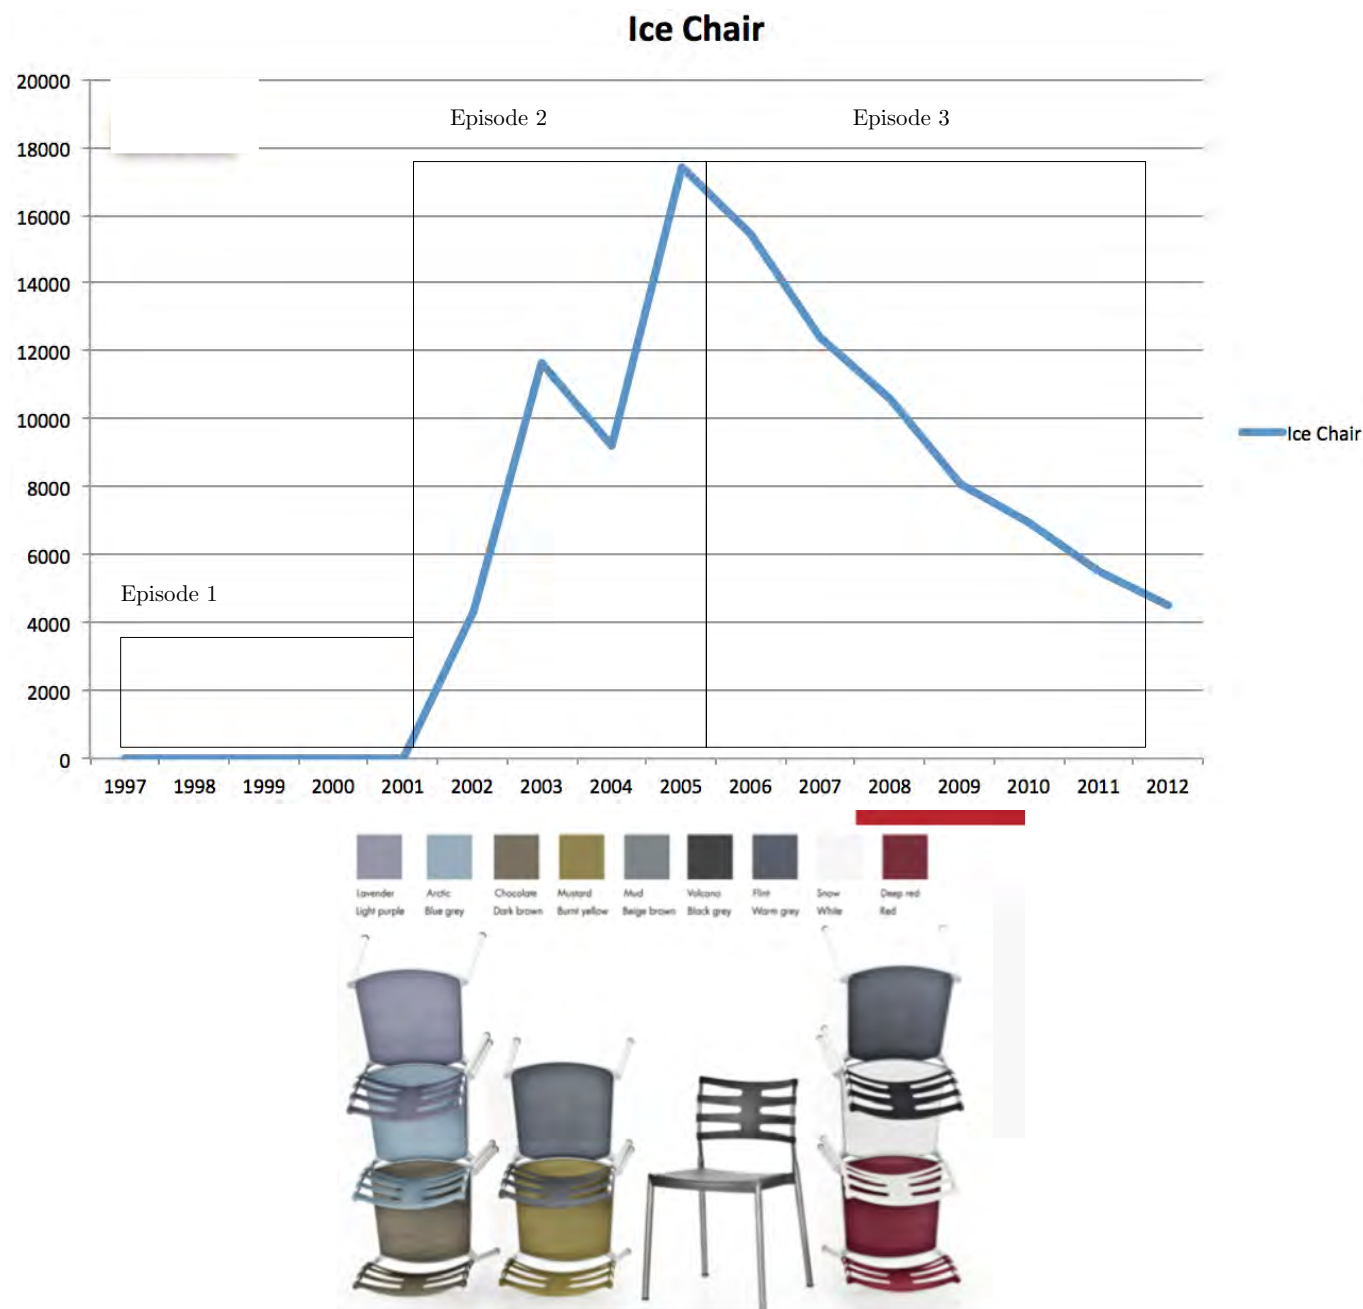 Ice Chair
20000
18000
16000
14000
12000
10000
8000
6000
4000
2000
0
Episode 1
Episode 2
Episode 3
Ice Chair
1997 1998 1999 2000 2001 2002 2003 2004 2005 2006 2007 2008 2009 2010 2011 2012
Lavender Arctic Chocolate Mustard Mud Volcano Flint Snow Deep red
Light purple Blue grey Dark brown Burnt yellow Beige brown Black grey Warm grey White Red